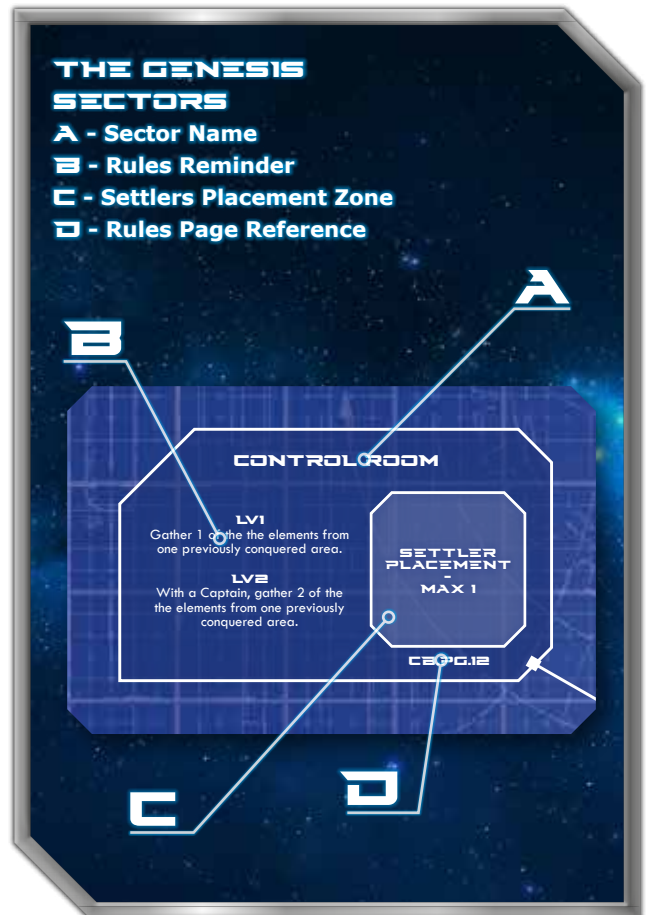 THE GENESIS
SECTORS
A - Sector Name
B - Rules Reminder
C - Settlers Placement Zone
D - Rules Page Reference
A
B
CONTROL ROOM
LV1
Gather 1 of the the elements from
one previously conquered area.
LV2
With a Captain, gather 2 of the
the elements from one previously
conquered area.
SETTLER
PLACEMENT
-
MAX 1
CB PG.12
C
D